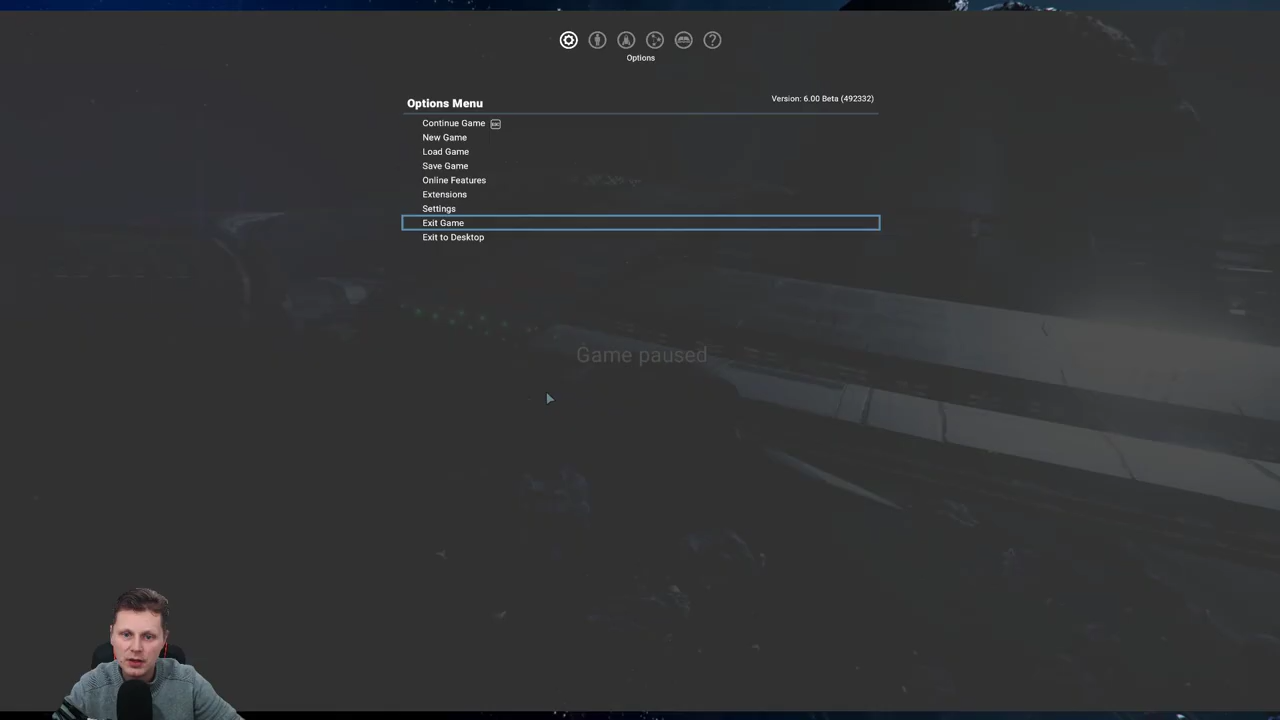 Options
Options Menu
Version: 6.00 Beta (492332)
Continue Game
New Game
Load Game
Save Game
Online Features
Extensions
Settings
Exit Game
Exit to Desktop
Game paused